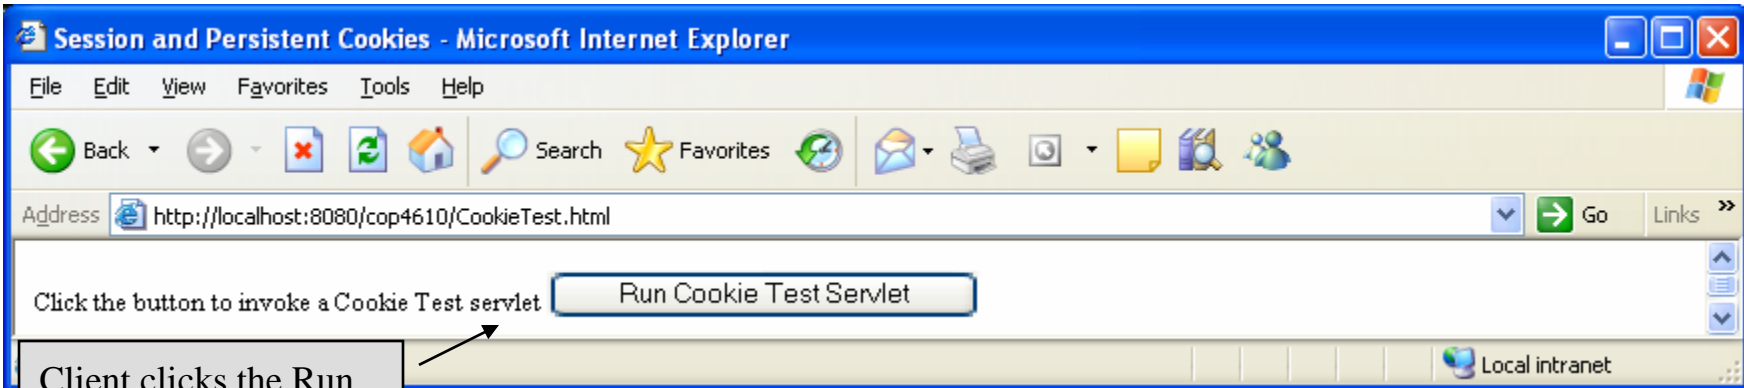 Session and Persistent Cookies - Microsoft Internet Explorer
File Edit View Favorites Tools Help
Back Search Favorites
Address http://localhost:8080/cop4610/CookieTest.html Go Links »
Click the button to invoke a Cookie Test servlet Run Cookie Test Servlet
Client clicks the Run
Local intranet